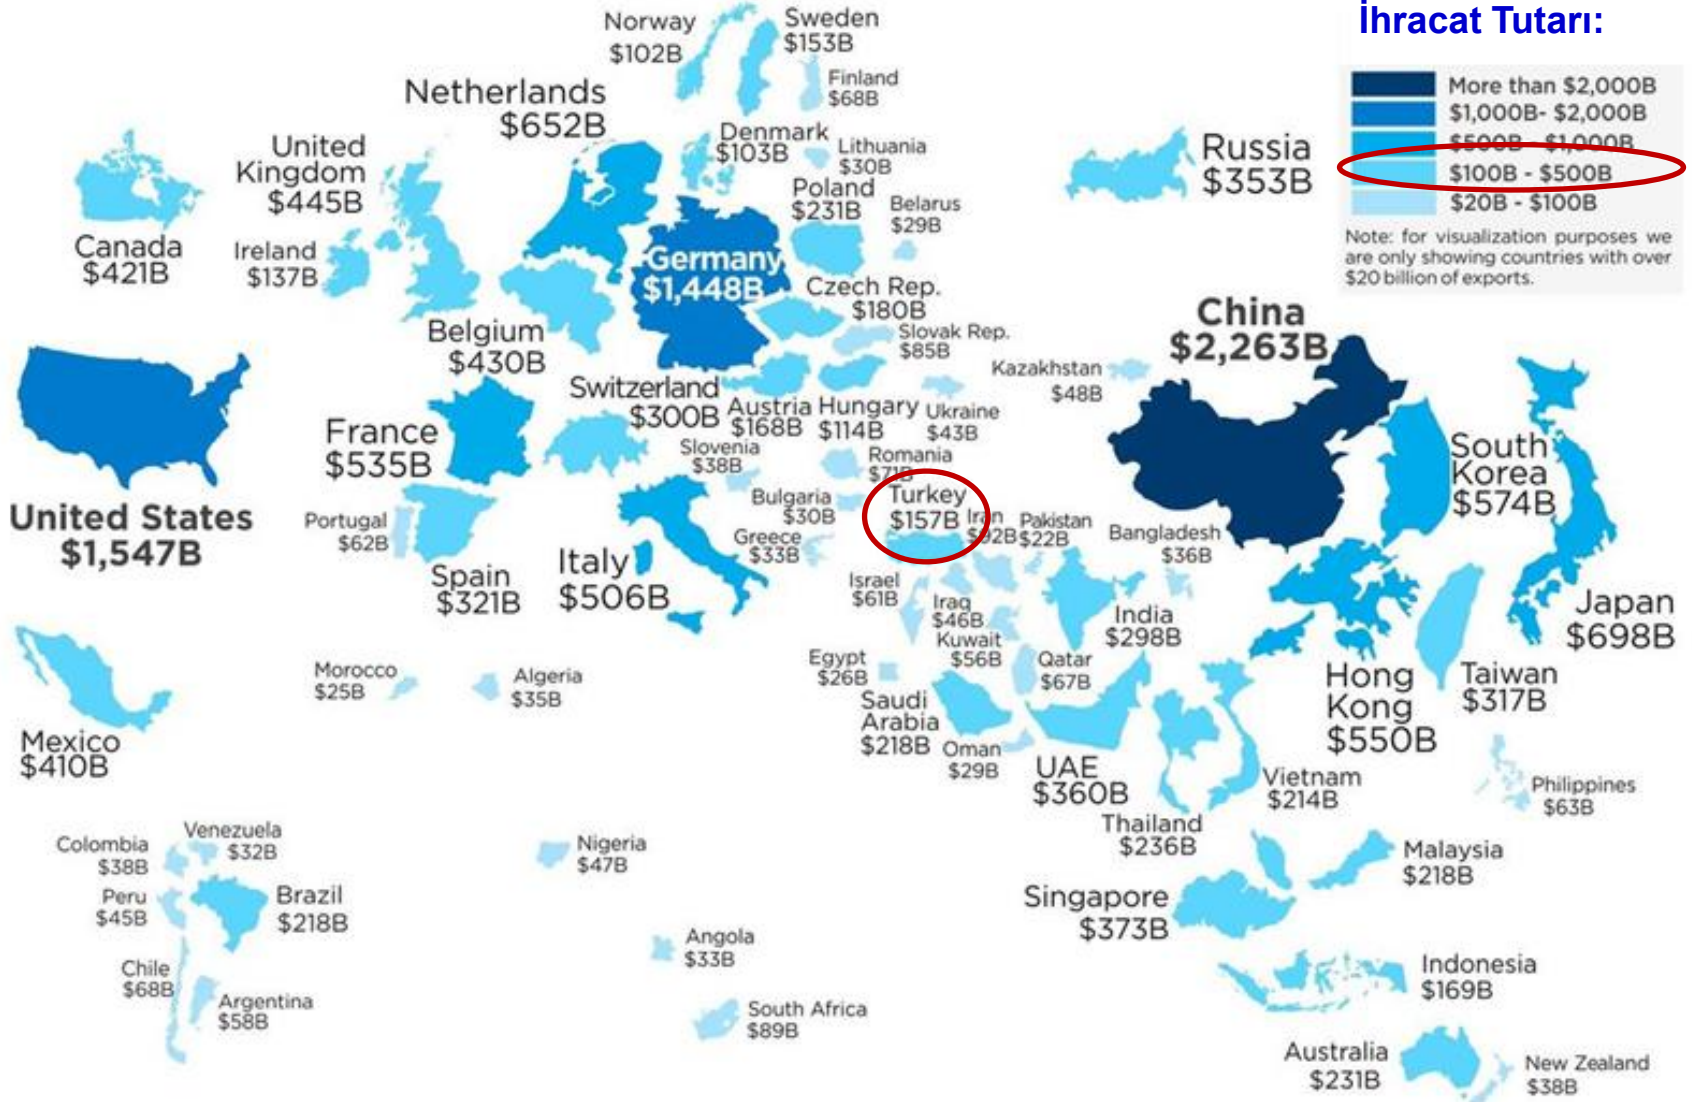 İhracat Tutarı:
More than $2,000B
$1,000B- $2,000B
$500B - $1,000B
$100B - $500B
$20B - $100B
Note: for visualization purposes we
are only showing countries with over
$20 billion of exports.
Norway
$102B
Sweden
$153B
Finland
$68B
Netherlands
$652B
Denmark
$103B
Lithuania
$30B
United
Kingdom
$445B
Ireland
$137B
Canada
$421B
Poland
$231B
Belarus
$29B
Russia
$353B
Germany
$1,448B
Czech Rep.
$180B
Slovak Rep.
$85B
Belgium
$430B
China
$2,263B
Kazakhstan
$48B
Switzerland
$300B
Austria
$168B
Hungary
$114B
Ukraine
$43B
France
$535B
Slovenia
$38B
Romania
$71B
South
Korea
$574B
United States
$1,547B
Portugal
$62B
Spain
$321B
Italy
$506B
Bulgaria
$30B
Greece
$33B
Turkey
$157B
Iran
$92B
Pakistan
$22B
Bangladesh
$36B
Israel
$61B
Iraq
$46B
Kuwait
$56B
India
$298B
Japan
$698B
Mexico
$410B
Morocco
$25B
Algeria
$35B
Egypt
$26B
Qatar
$67B
Saudi
Arabia
$218B
Oman
$29B
UAE
$360B
Hong
Kong
$550B
Taiwan
$317B
Vietnam
$214B
Philippines
$63B
Thailand
$236B
Colombia
$38B
Venezuela
$32B
Nigeria
$47B
Malaysia
$218B
Peru
$45B
Brazil
$218B
Singapore
$373B
Angola
$33B
Chile
$68B
Argentina
$58B
South Africa
$89B
Indonesia
$169B
Australia
$231B
New Zealand
$38B